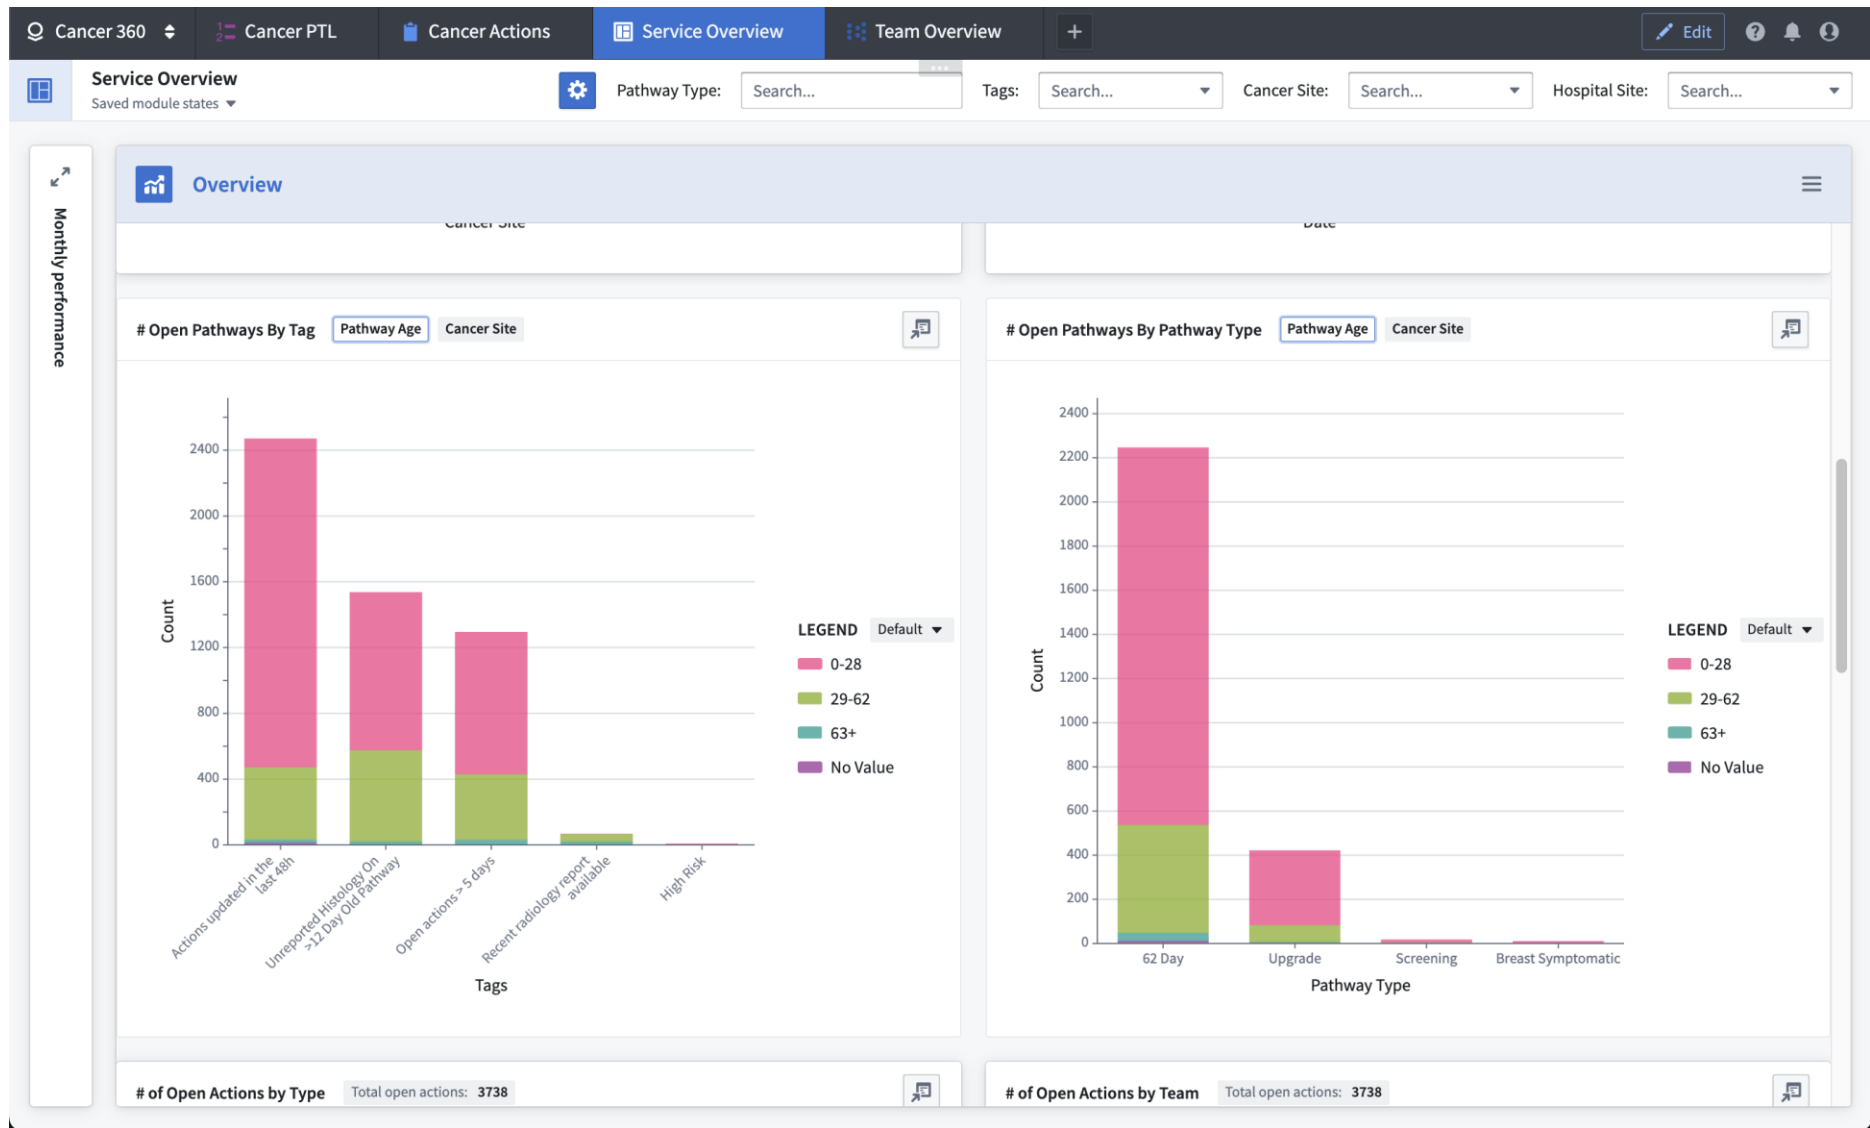 Cancer 360
Cancer PTL
Cancer Actions
Service Overview
Team Overview
+
Edit
Service Overview
Saved module states
Pathway Type:
Search...
Tags:
Search...
Cancer Site:
Search...
Hospital Site:
Search...
Monthly performance
Overview
Cancer Site
Date
# Open Pathways By Tag
Pathway Age
Cancer Site
2400
2000
1600
1200
800
400
0
Count
Actions updated in the
last 48h
Unreported Histology On
>12 Day Old Pathway
Open actions > 5 days
Recent radiology report
available
High Risk
Tags
LEGEND
Default
0-28
29-62
63+
No Value
# Open Pathways By Pathway Type
Pathway Age
Cancer Site
2400
2200
2000
1800
1600
1400
1200
1000
800
600
400
200
0
Count
62 Day
Upgrade
Screening
Breast Symptomatic
Pathway Type
LEGEND
Default
0-28
29-62
63+
No Value
# of Open Actions by Type
Total open actions: 3738
# of Open Actions by Team
Total open actions: 3738